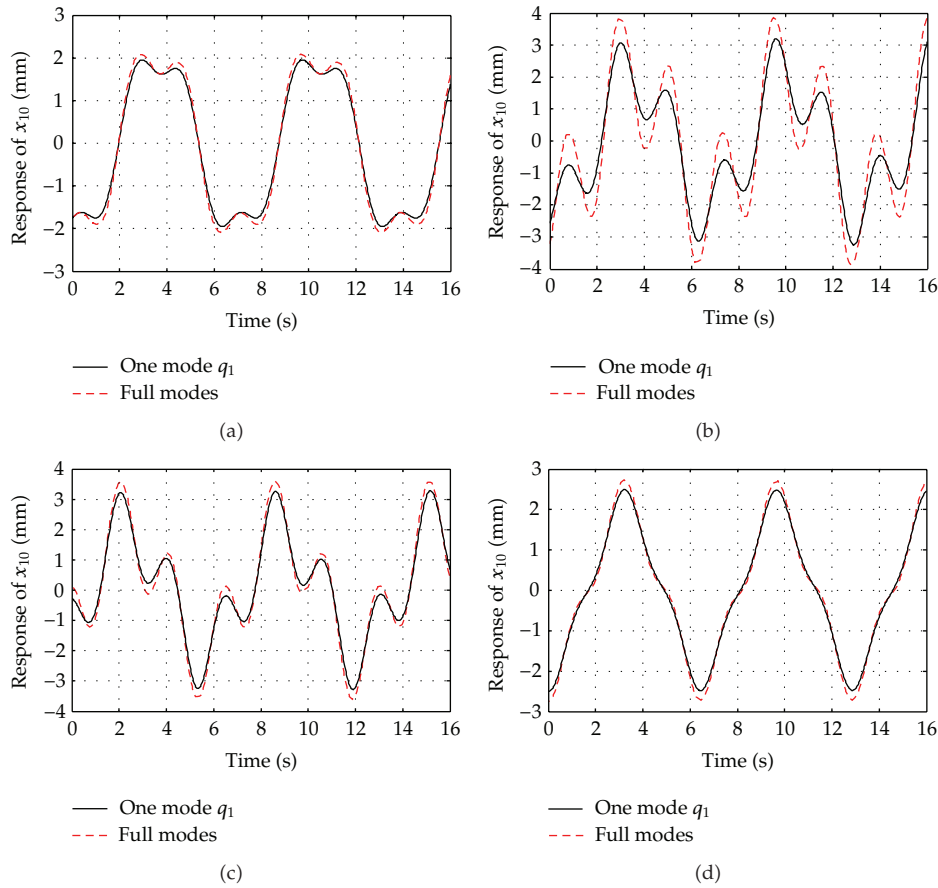 3
2
1
0
−1
−2
−3
0 2 4 6 8 10 12 14 16
Response of x10 (mm)
Time (s)
One mode q1
Full modes
(a)
4
3
2
1
0
−1
−2
−3
−4
0 2 4 6 8 10 12 14 16
Response of x10 (mm)
Time (s)
One mode q1
Full modes
(b)
4
3
2
1
0
−1
−2
−3
−4
0 2 4 6 8 10 12 14 16
Response of x10 (mm)
Time (s)
One mode q1
Full modes
(c)
3
2
1
0
−1
−2
−3
0 2 4 6 8 10 12 14 16
Response of x10 (mm)
Time (s)
One mode q1
Full modes
(d)